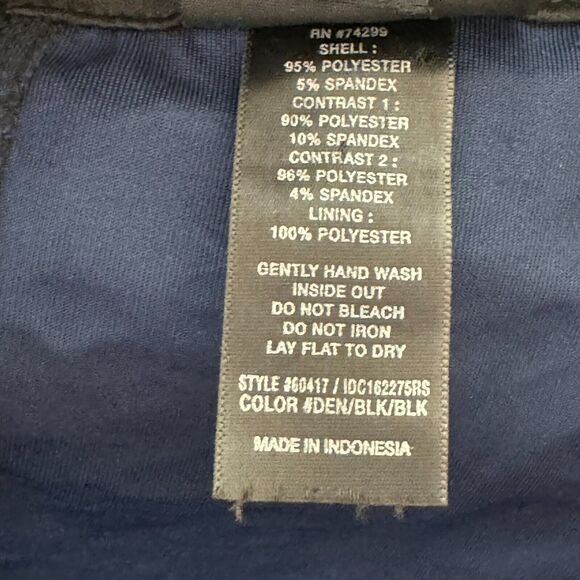 RN #74299
SHELL :
95% POLYESTER
5% SPANDEX
CONTRAST 1 :
90% POLYESTER
10% SPANDEX
CONTRAST 2 :
96% POLYESTER
4% SPANDEX
LINING :
100% POLYESTER
GENTLY HAND WASH
INSIDE OUT
DO NOT BLEACH
DO NOT IRON
LAY FLAT TO DRY
STYLE #60417 / IDC162275RS
COLOR #DEN/BLK/BLK
MADE IN INDONESIA